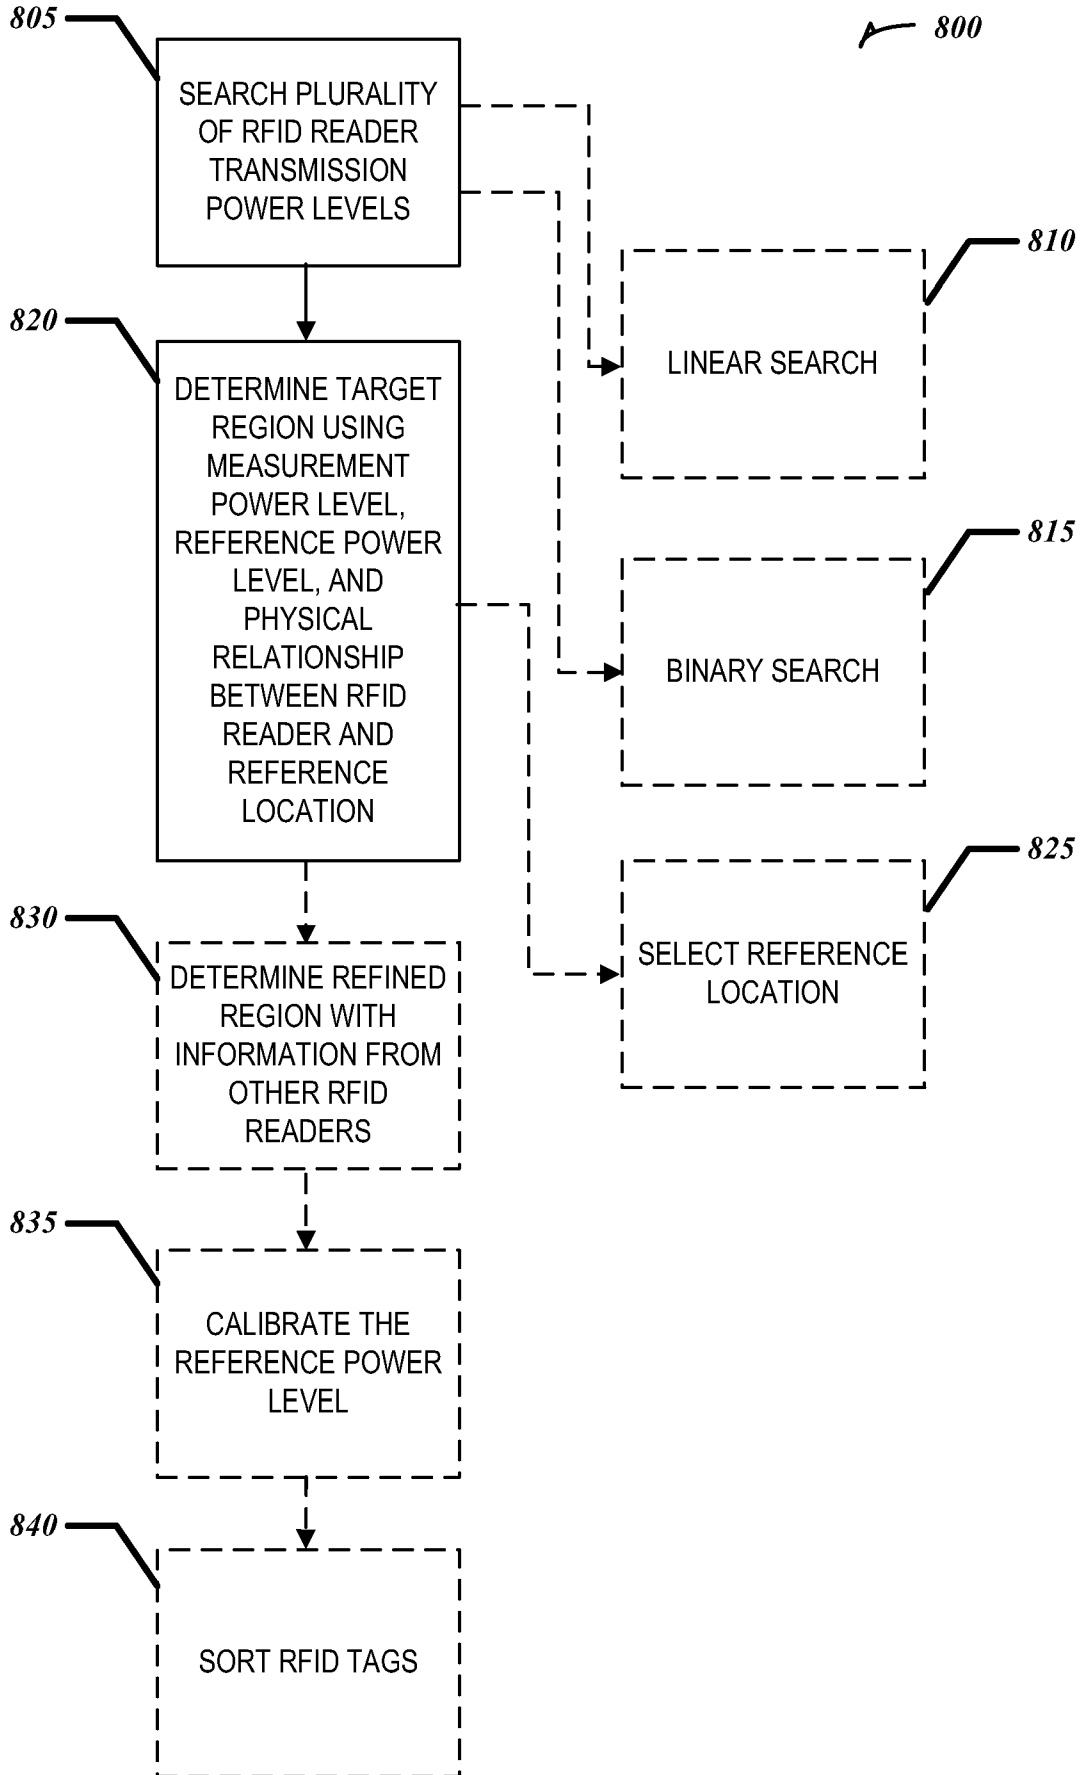 805
800
SEARCH PLURALITY
OF RFID READER
TRANSMISSION
POWER LEVELS
810
LINEAR SEARCH
820
DETERMINE TARGET
REGION USING
MEASUREMENT
POWER LEVEL,
REFERENCE POWER
LEVEL, AND
PHYSICAL
RELATIONSHIP
BETWEEN RFID
READER AND
REFERENCE
LOCATION
815
BINARY SEARCH
825
SELECT REFERENCE
LOCATION
830
DETERMINE REFINED
REGION WITH
INFORMATION FROM
OTHER RFID
READERS
835
CALIBRATE THE
REFERENCE POWER
LEVEL
840
SORT RFID TAGS